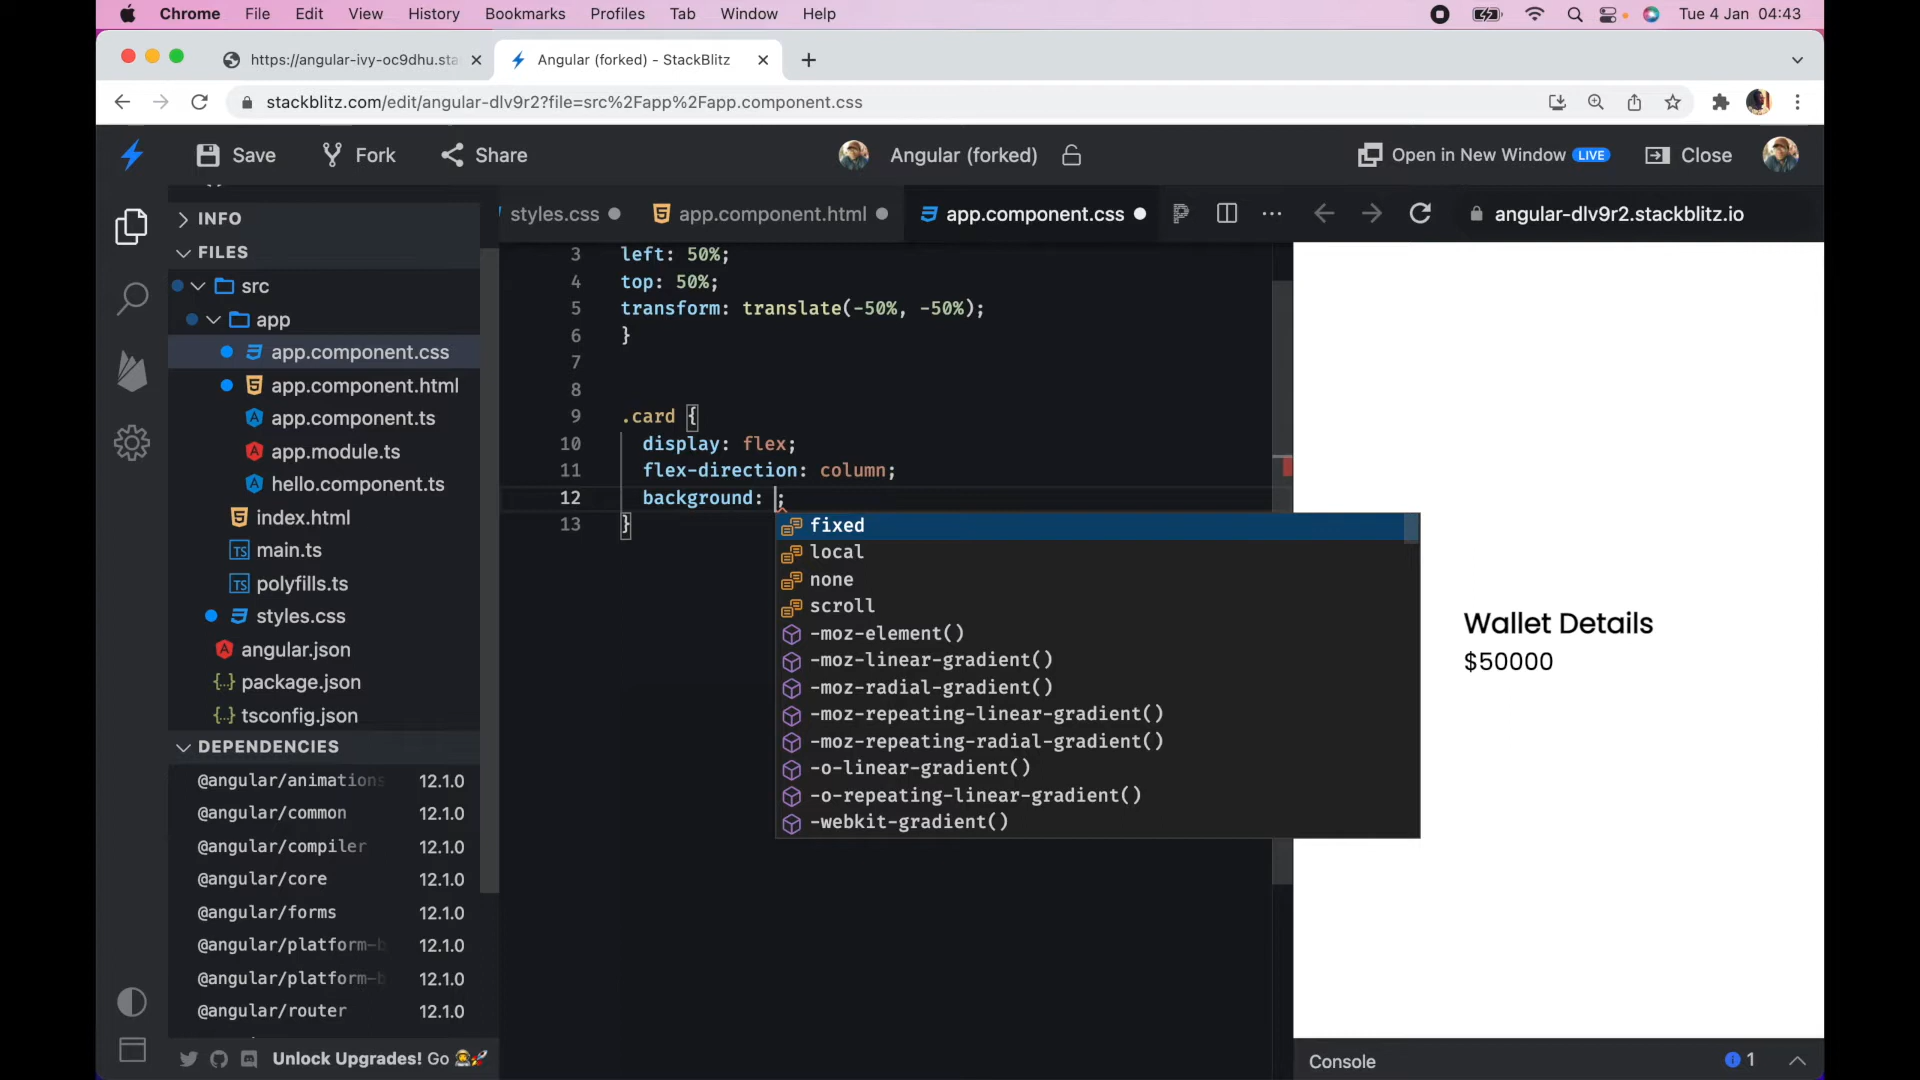 Chrome File Edit View History Bookmarks Profiles Tab Window Help Tue 4 Jan 04:43
https://angular-ivy-oc9dhu.sta Angular (forked) - StackBlitz
stackblitz.com/edit/angular-dlv9r2?file=src%2Fapp%2Fapp.component.css
Save Fork Share Angular (forked) Open in New Window LIVE Close
styles.css app.component.html app.component.css angular-dlv9r2.stackblitz.io
INFO
FILES
src
app
app.component.css
app.component.html
app.component.ts
app.module.ts
hello.component.ts
index.html
TS main.ts
TS polyfills.ts
styles.css
angular.json
{..} package.json
{..} tsconfig.json
DEPENDENCIES
@angular/animations 12.1.0
@angular/common 12.1.0
@angular/compiler 12.1.0
@angular/core 12.1.0
@angular/forms 12.1.0
@angular/platform-b 12.1.0
@angular/platform-b 12.1.0
@angular/router 12.1.0
Unlock Upgrades! Go
3 left: 50%;
4 top: 50%;
5 transform: translate(-50%, -50%);
6 }
7
8
9 .card {
10 display: flex;
11 flex-direction: column;
12 background: ;
13 }
fixed
local
none
scroll
-moz-element()
-moz-linear-gradient()
-moz-radial-gradient()
-moz-repeating-linear-gradient()
-moz-repeating-radial-gradient()
-o-linear-gradient()
-o-repeating-linear-gradient()
-webkit-gradient()
Wallet Details
$50000
Console 1